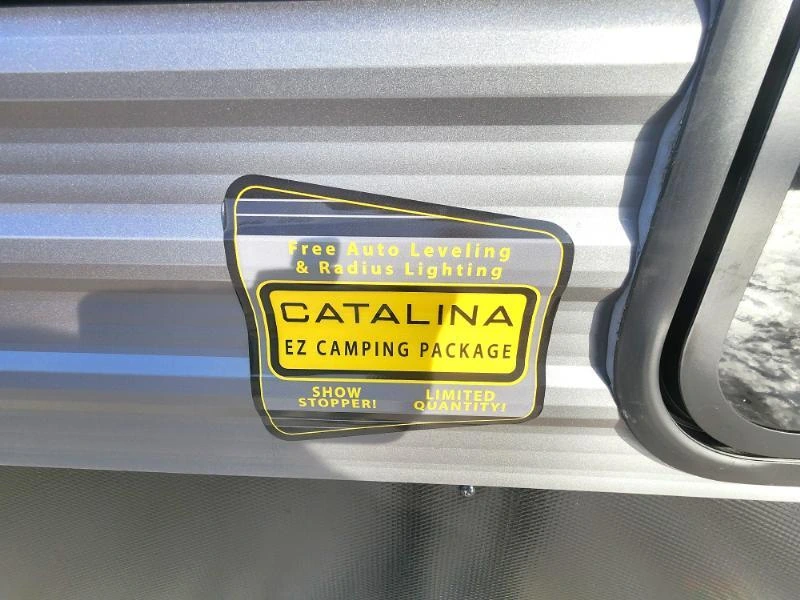 Free Auto Leveling
& Radius Lighting
CATALINA
EZ CAMPING PACKAGE
SHOW
STOPPER!
LIMITED
QUANTITY!